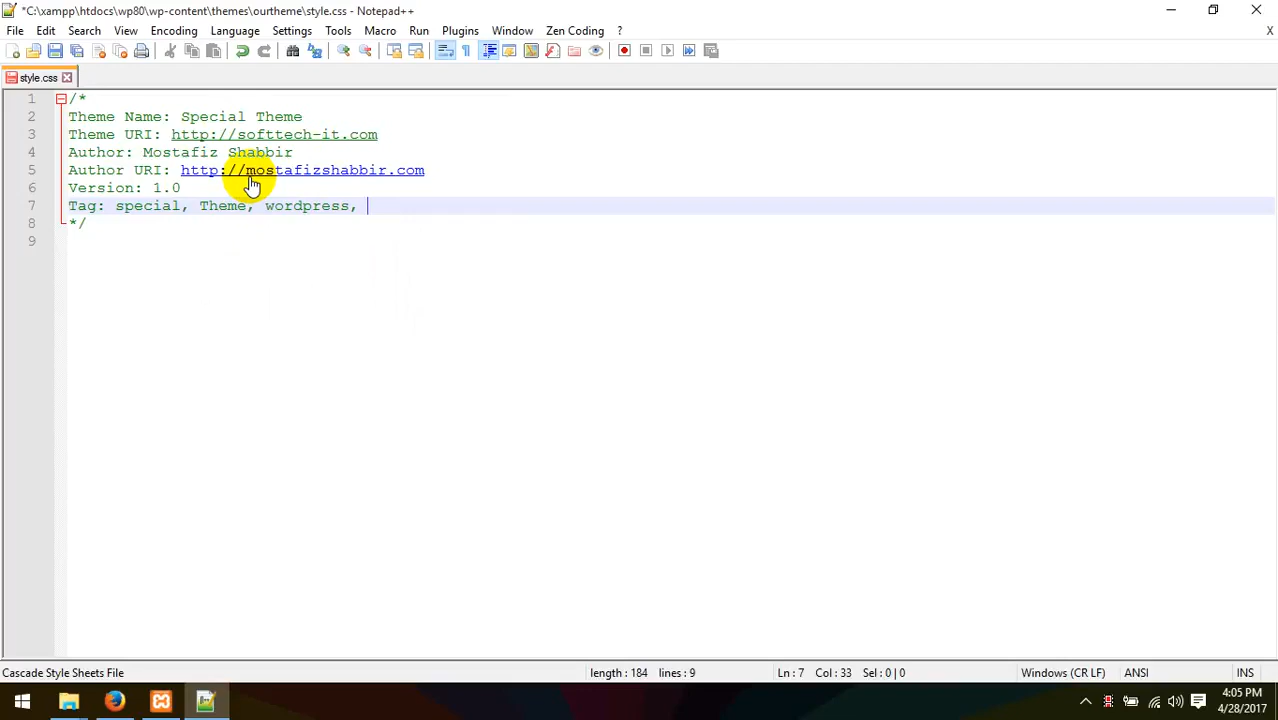 *C:\xampp\htdocs\wp80\wp-content\themes\ourtheme\style.css - Notepad++
File Edit Search View Encoding Language Settings Tools Macro Run Plugins Window Zen Coding ? X
style.css
1 /*
2 Theme Name: Special Theme
3 Theme URI: http://softtech-it.com
4 Author: Mostafiz Shabbir
5 Author URI: http://mostafizshabbir.com
6 Version: 1.0
7 Tag: special, Theme, wordpress,
8 */
9
Cascade Style Sheets File length : 184 lines : 9 Ln : 7 Col : 33 Sel : 0 | 0 Windows (CR LF) ANSI INS
4:05 PM
4/28/2017